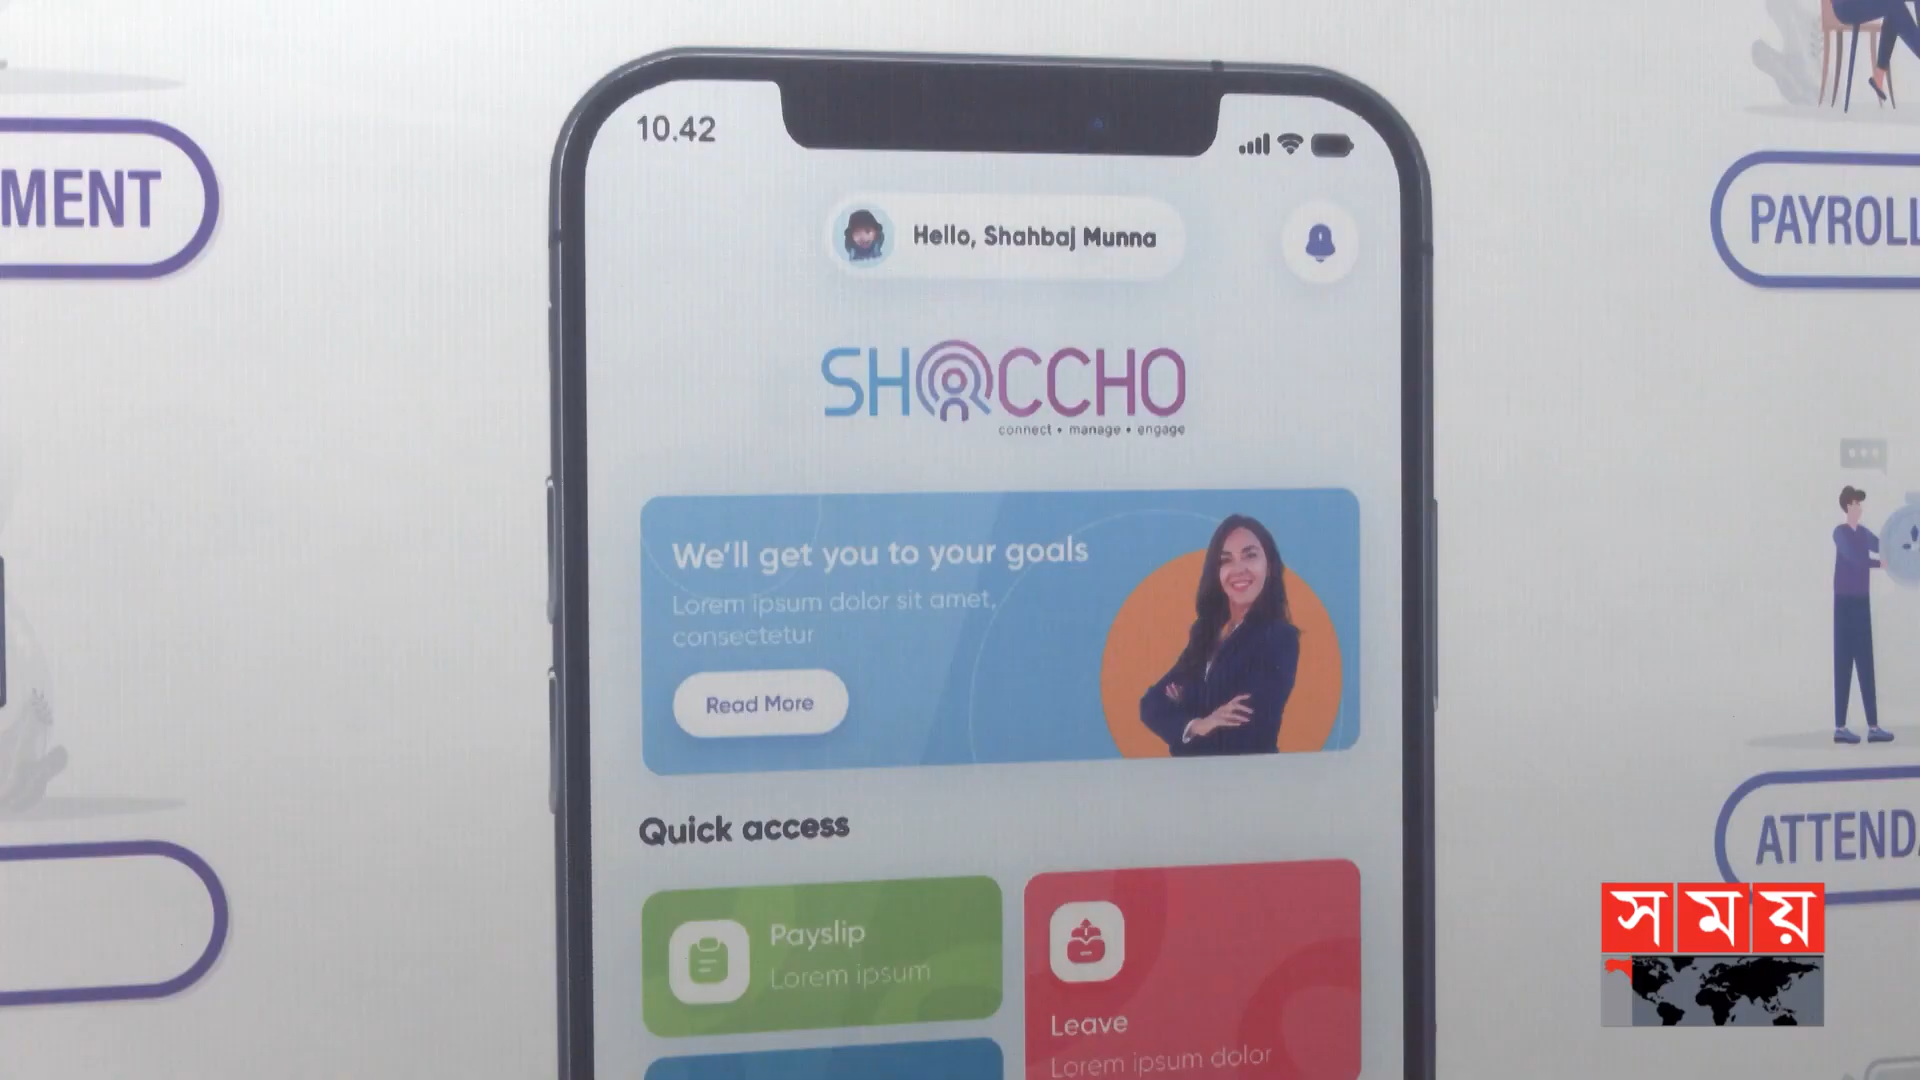 10.42
Hello, Shahbaj Munna
SHOCCHO
connect • manage • engage
We'll get you to your goals
Lorem ipsum dolor sit amet,
consectetur
Read More
Quick access
Payslip
Lorem ipsum
Leave
Lorem ipsum dolor
MENT
PAYROLL
ATTENDA
সময়